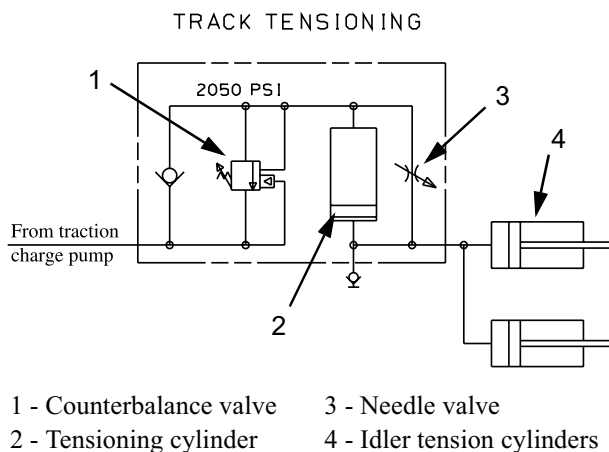 TRACK TENSIONING
2050 PSI
1
3
4
From traction
charge pump
2
1 - Counterbalance valve 3 - Needle valve
2 - Tensioning cylinder 4 - Idler tension cylinders